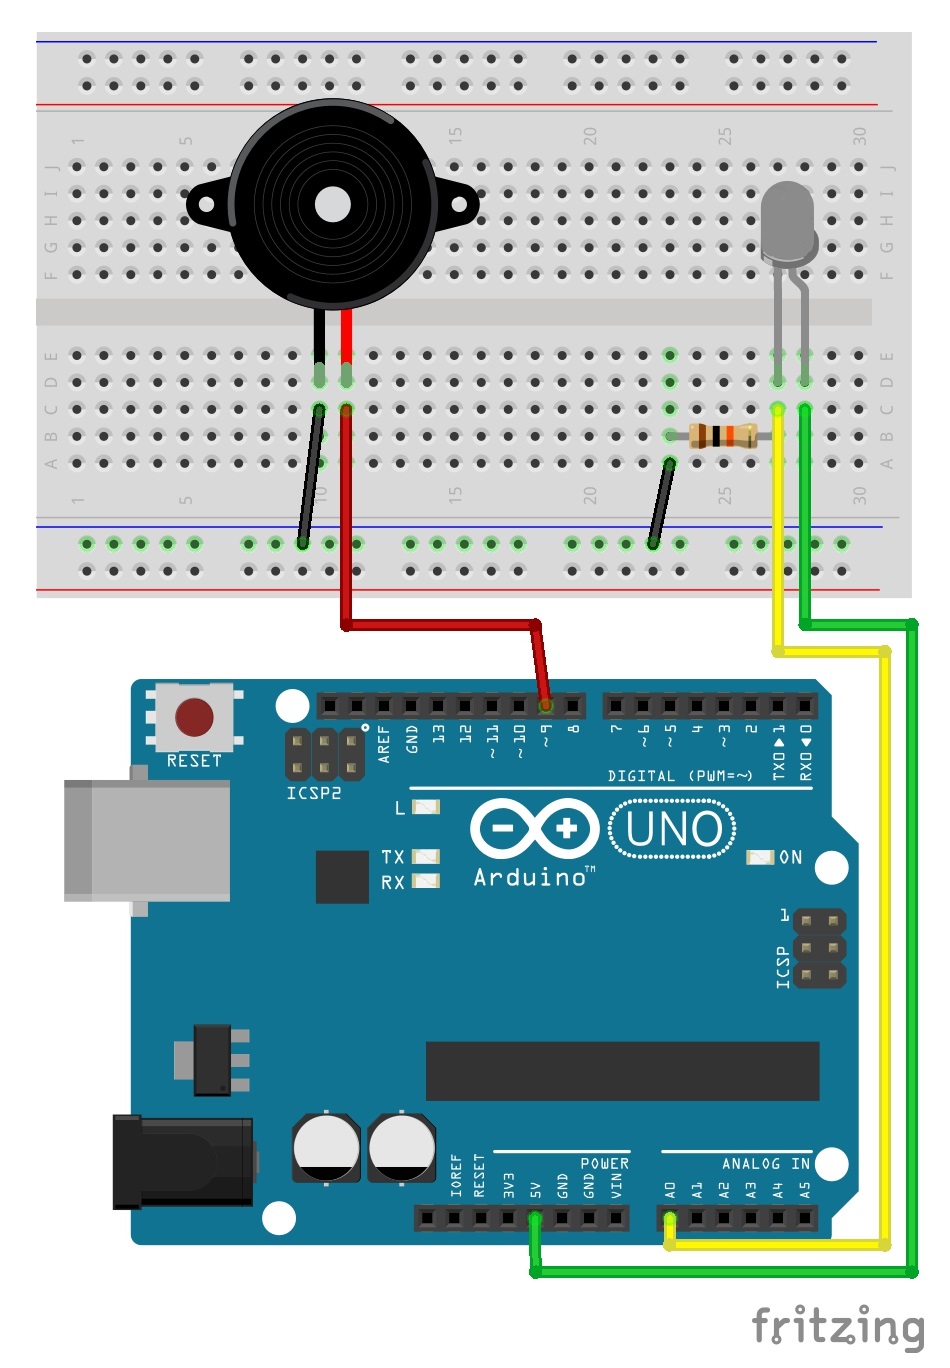 1 5 15 20 25 30
J J
I I
H H
G G
F F
E E
D D
C C
B B
A A
1 5 10 15 20 25 30
RESET
ICSP2
AREF
GND
13
12
~11
~10
~9
8
7
~6
~5
4
~3
2
TX0▶1
RX0◀0
DIGITAL (PWM=~)
L
TX
RX
UNO
Arduino™
ON
1
ICSP
POWER
ANALOG IN
IOREF
RESET
3V3
5V
GND
GND
VIN
A0
A1
A2
A3
A4
A5
fritzing